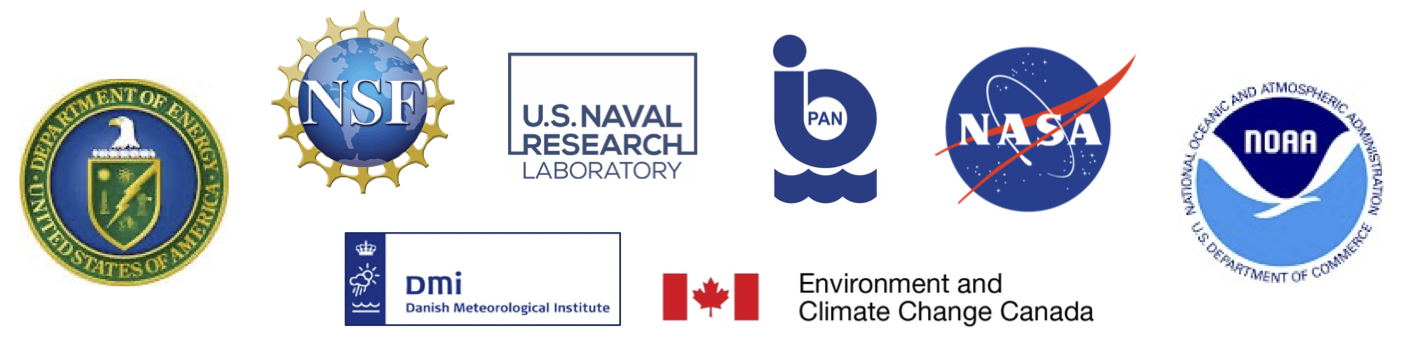 DEPARTMENT OF ENERGY
UNITED STATES OF AMERICA
NSF
U.S. NAVAL
RESEARCH
LABORATORY
PAN
NASA
NATIONAL OCEANIC AND ATMOSPHERIC ADMINISTRATION
NOAA
U.S. DEPARTMENT OF COMMERCE
DMi
Danish Meteorological Institute
Environment and
Climate Change Canada